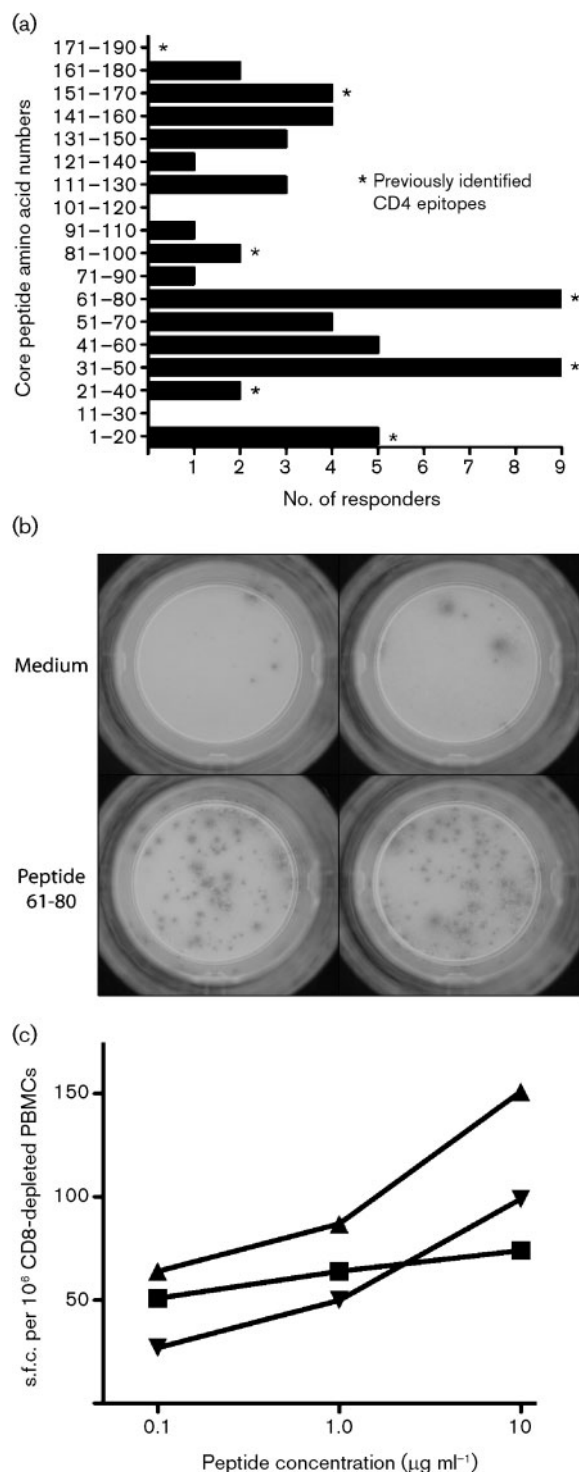 (a)
Core peptide amino acid numbers
171–190 *
161–180
151–170 *
141–160
131–150
121–140
111–130
101–120
91–110
81–100 *
71–90
61–80 *
51–70
41–60
31–50 *
21–40 *
11–30
1–20 *
* Previously identified
CD4 epitopes
1 2 3 4 5 6 7 8 9
No. of responders
(b)
Medium
Peptide
61-80
(c)
s.f.c. per 10⁶ CD8-depleted PBMCs
150
100
50
0.1 1.0 10
Peptide concentration (μg ml⁻¹)